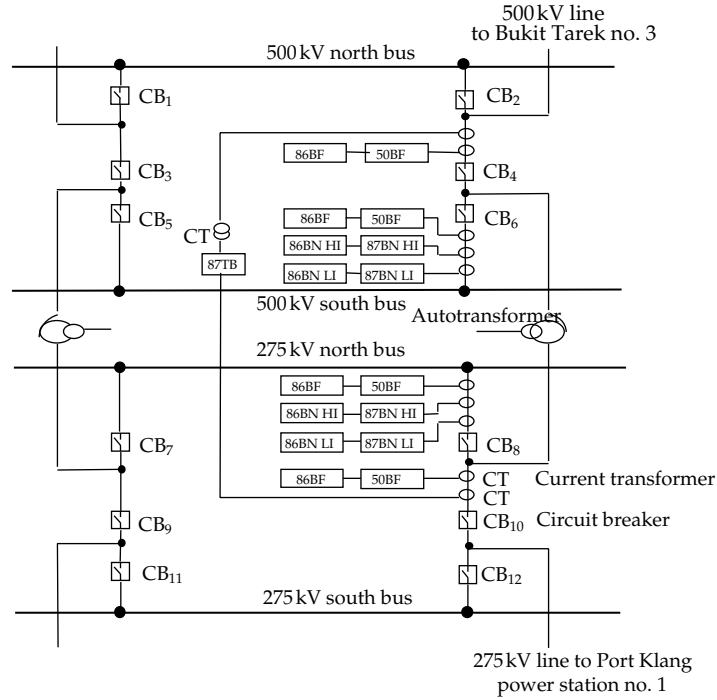 500 kV line
to Bukit Tarek no. 3
500 kV north bus
CB1
CB2
86BF
50BF
CB3
CB4
CB5
86BF
50BF
CB6
CT
86BN HI
87BN HI
87TB
86BN LI
87BN LI
500 kV south bus
Autotransformer
275 kV north bus
86BF
50BF
86BN HI
87BN HI
CB7
86BN LI
87BN LI
CB8
86BF
50BF
CT
Current transformer
CT
CB9
CB10
Circuit breaker
CB11
CB12
275 kV south bus
275 kV line to Port Klang
power station no. 1